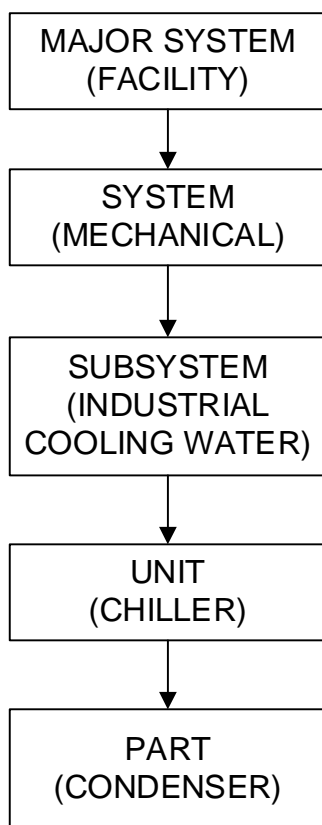 MAJOR SYSTEM
(FACILITY)
SYSTEM
(MECHANICAL)
SUBSYSTEM
(INDUSTRIAL
COOLING WATER)
UNIT
(CHILLER)
PART
(CONDENSER)